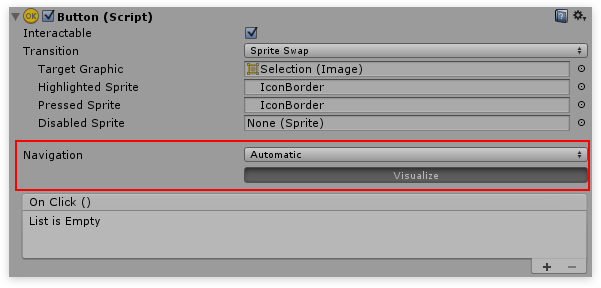 OK Button (Script)
Interactable
Transition Sprite Swap
Target Graphic Selection (Image)
Highlighted Sprite IconBorder
Pressed Sprite IconBorder
Disabled Sprite None (Sprite)
Navigation Automatic
Visualize
On Click ()
List is Empty
+ −